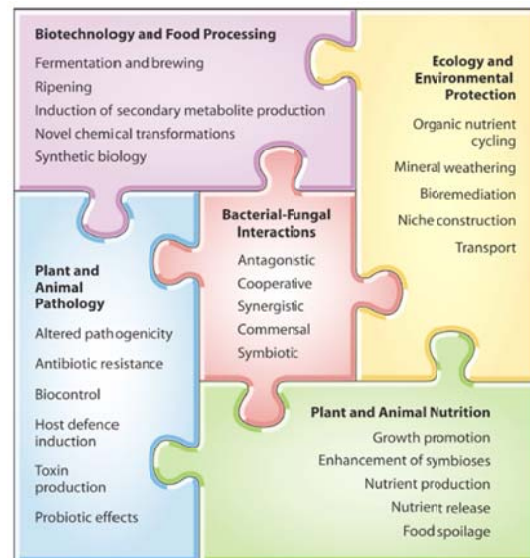 Biotechnology and Food Processing
Fermentation and brewing
Ripening
Induction of secondary metabolite production
Novel chemical transformations
Synthetic biology
Ecology and
Environmental
Protection
Organic nutrient
cycling
Mineral weathering
Bioremediation
Niche construction
Transport
Bacterial-Fungal
Interactions
Antagonstic
Cooperative
Synergistic
Commersal
Symbiotic
Plant and
Animal
Pathology
Altered pathogenicity
Antibiotic resistance
Biocontrol
Host defence
induction
Toxin
production
Probiotic effects
Plant and Animal Nutrition
Growth promotion
Enhancement of symbioses
Nutrient production
Nutrient release
Food spoilage